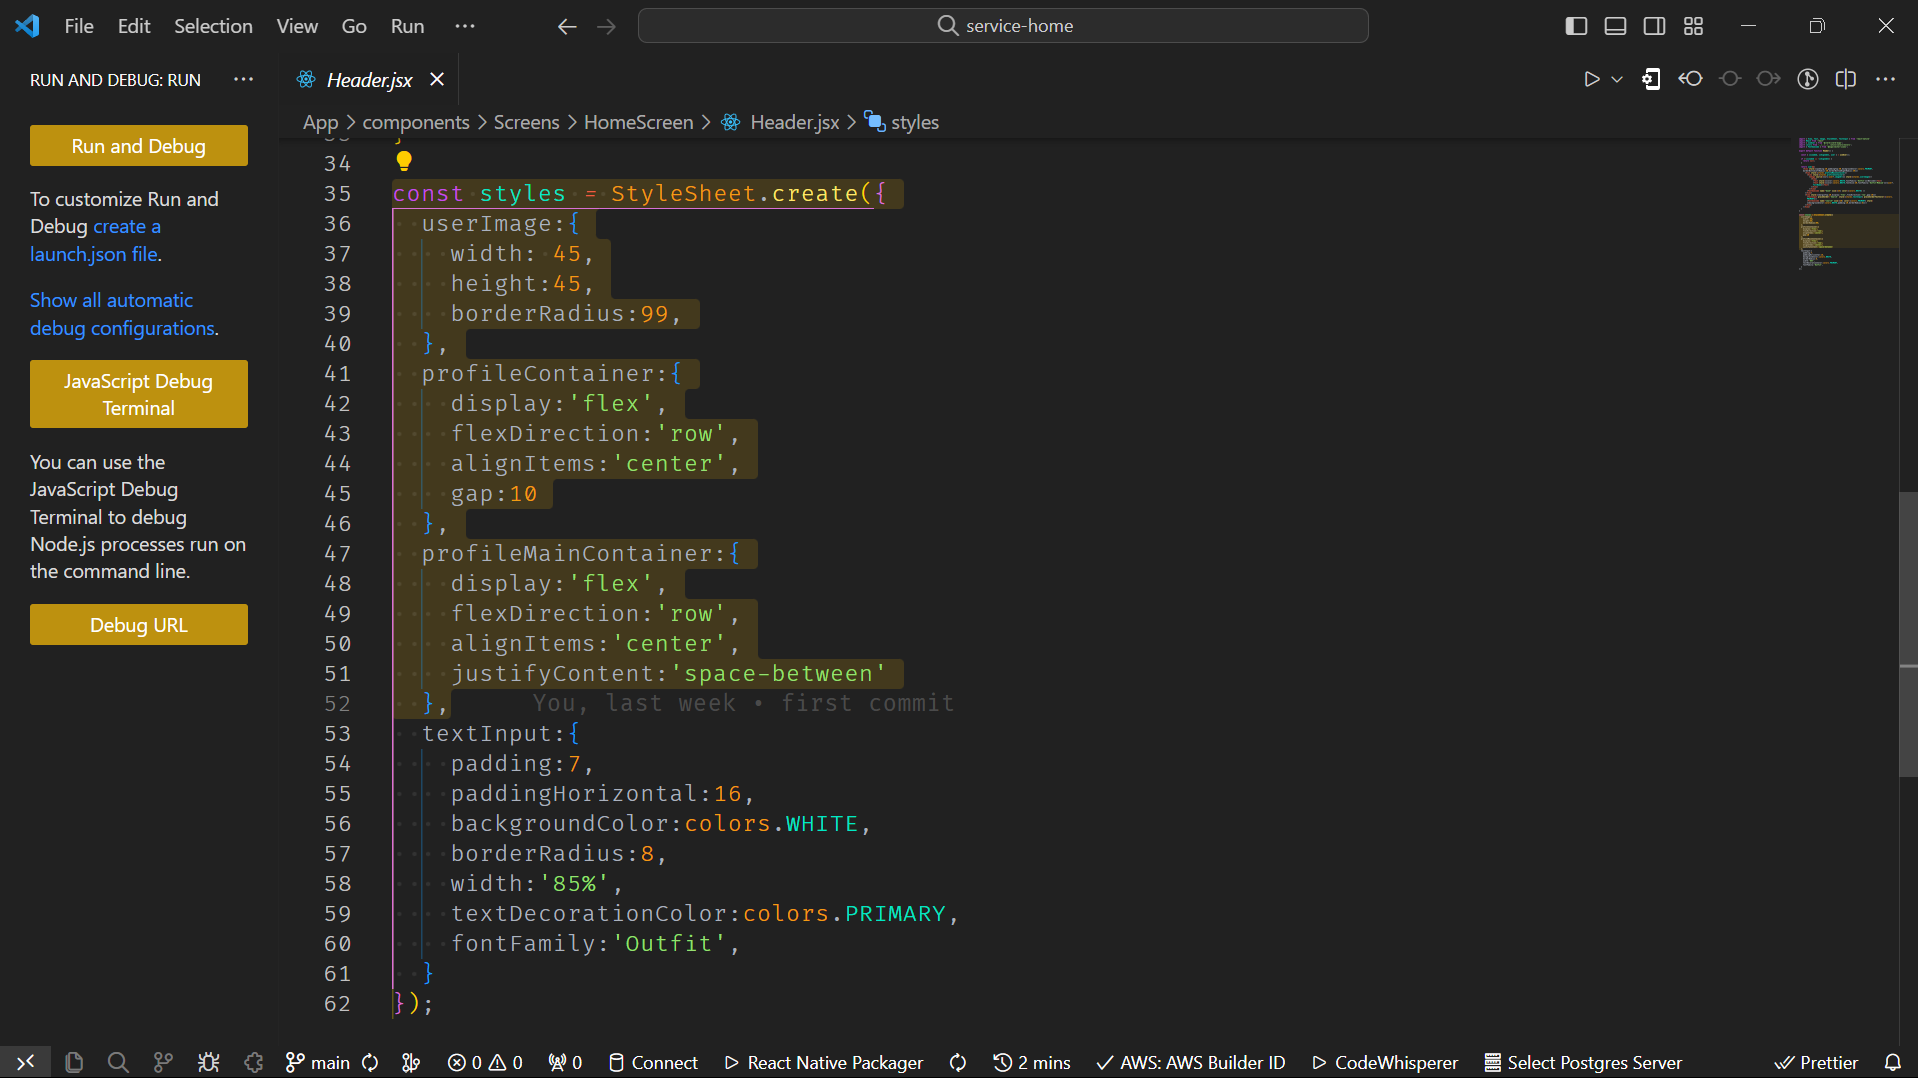 File Edit Selection View Go Run ···
service-home
RUN AND DEBUG: RUN ···
Header.jsx
App > components > Screens > HomeScreen > Header.jsx > styles
Run and Debug
To customize Run and
Debug create a
launch.json file.
Show all automatic
debug configurations.
JavaScript Debug
Terminal
You can use the
JavaScript Debug
Terminal to debug
Node.js processes run on
the command line.
Debug URL
34
35 const styles = StyleSheet.create({
36 userImage:{
37 width: 45,
38 height:45,
39 borderRadius:99,
40 },
41 profileContainer:{
42 display:'flex',
43 flexDirection:'row',
44 alignItems:'center',
45 gap:10
46 },
47 profileMainContainer:{
48 display:'flex',
49 flexDirection:'row',
50 alignItems:'center',
51 justifyContent:'space-between'
52 }, You, last week • first commit
53 textInput:{
54 padding:7,
55 paddingHorizontal:16,
56 backgroundColor:colors.WHITE,
57 borderRadius:8,
58 width:'85%',
59 textDecorationColor:colors.PRIMARY,
60 fontFamily:'Outfit',
61 }
62 });
main 0 0 0 Connect React Native Packager 2 mins AWS: AWS Builder ID CodeWhisperer Select Postgres Server Prettier